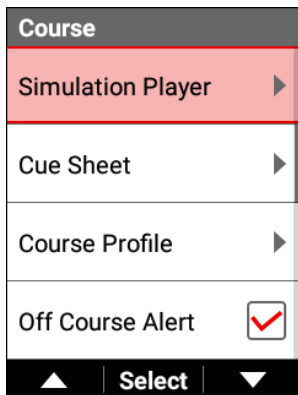 Course
Simulation Player
Cue Sheet
Course Profile
Off Course Alert
Select